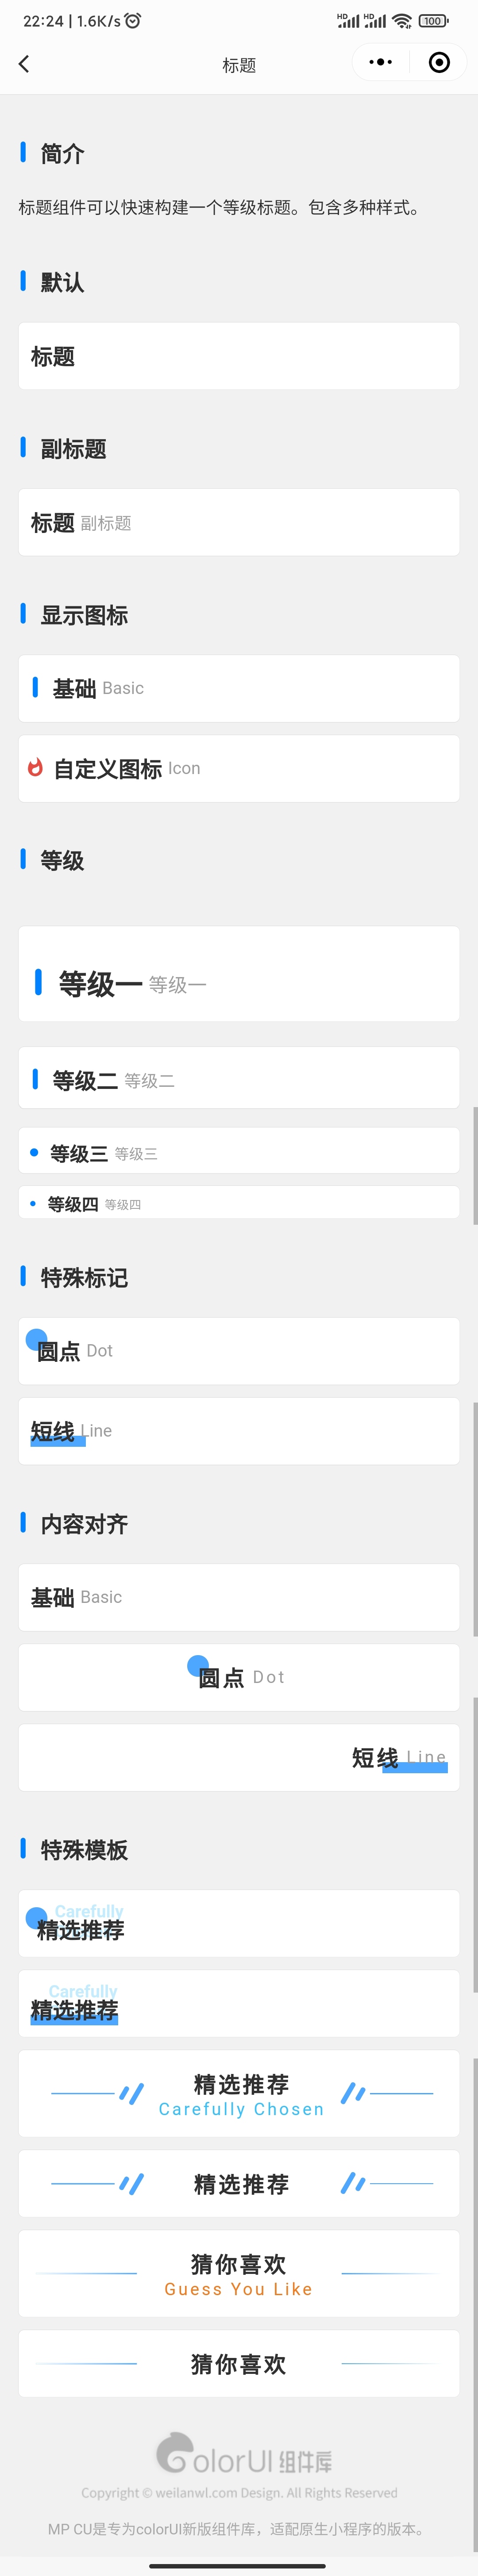 22:24 | 1.6K/s
HD HD 100
标题
简介
标题组件可以快速构建一个等级标题。包含多种样式。
默认
标题
副标题
标题 副标题
显示图标
基础 Basic
自定义图标 Icon
等级
等级一 等级一
等级二 等级二
等级三 等级三
等级四 等级四
特殊标记
圆点 Dot
短线 Line
内容对齐
基础 Basic
圆点 Dot
短线 Line
特殊模板
Carefully
精选推荐
Carefully
精选推荐
精选推荐
Carefully Chosen
精选推荐
猜你喜欢
Guess You Like
猜你喜欢
ColorUI 组件库
Copyright © weilanwl.com Design. All Rights Reserved
MP CU是专为colorUI新版组件库，适配原生小程序的版本。